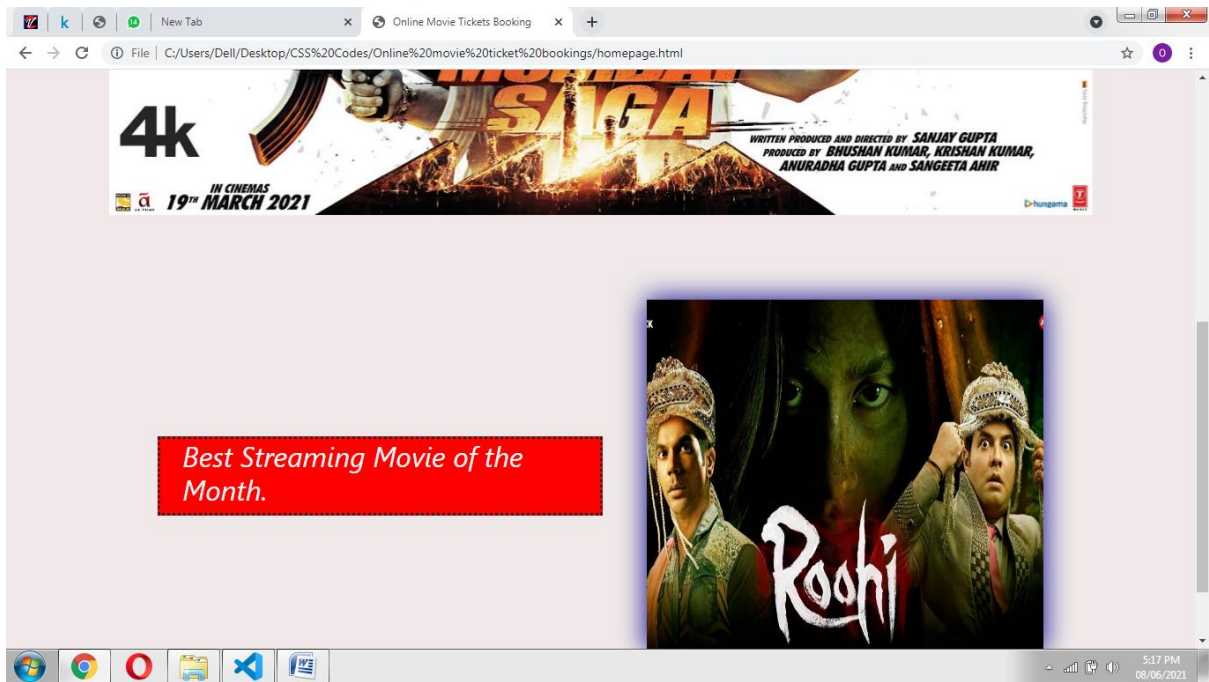 New Tab
Online Movie Tickets Booking
File | C:/Users/Dell/Desktop/CSS%20Codes/Online%20movie%20ticket%20bookings/homepage.html
SAGA
4k
WRITTEN PRODUCED AND DIRECTED BY SANJAY GUPTA
PRODUCED BY BHUSHAN KUMAR, KRISHAN KUMAR,
ANURADHA GUPTA AND SANGEETA AHIR
IN CINEMAS
19TH MARCH 2021
hungama
Best Streaming Movie of the
Month.
Roohi
5:17 PM
08/06/2021